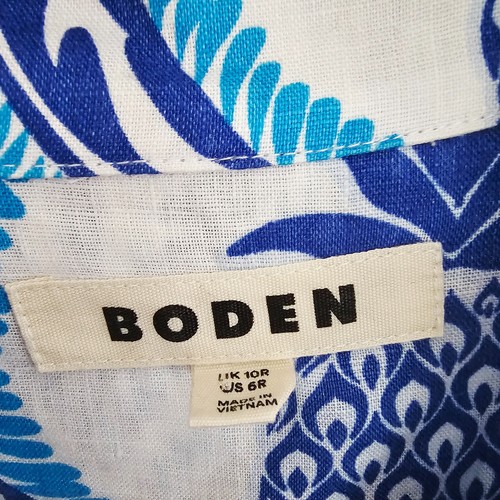 BODEN
UK 10R
US 6R
MADE IN
VIETNAM